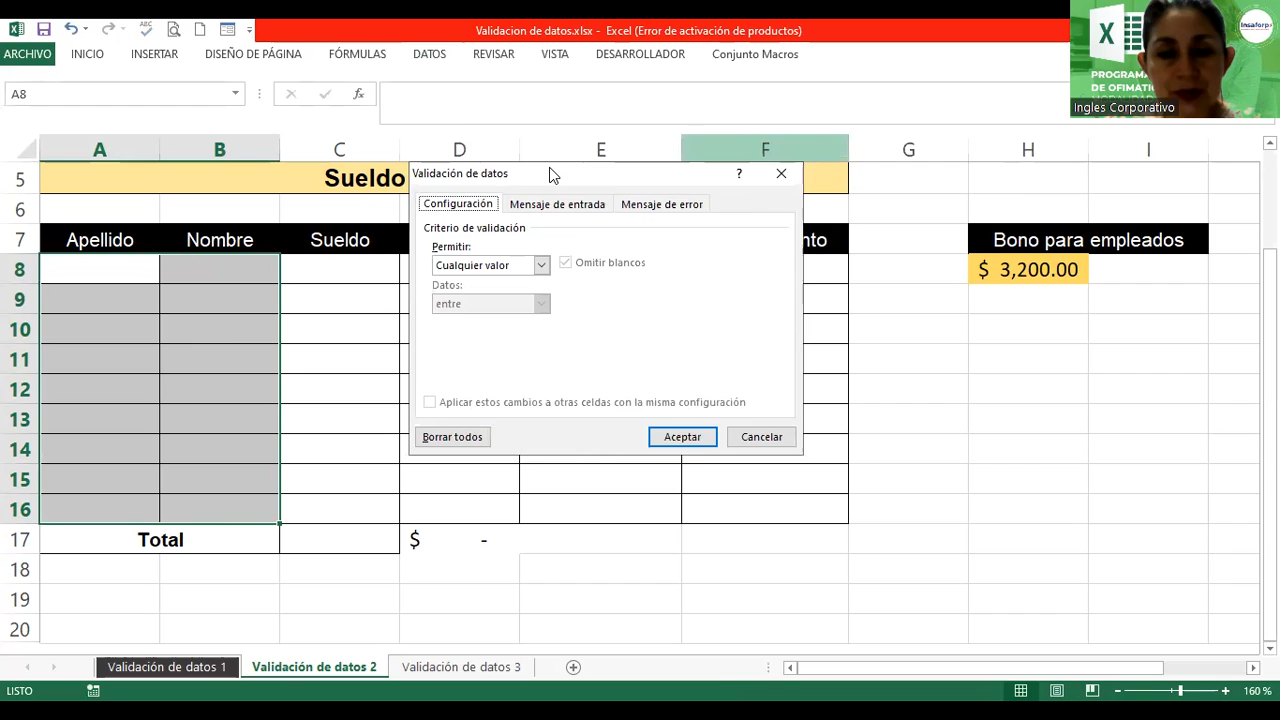 Validacion de datos.xlsx - Excel (Error de activación de productos)
ARCHIVO INICIO INSERTAR DISEÑO DE PÁGINA FÓRMULAS DATOS REVISAR VISTA DESARROLLADOR Conjunto Macros
PROGRAMA
DE OFIMÁTIC
Insaforp
Ingles Corporativo
A8
A B C D E F G H I
5 Sueldo
6
7 Apellido Nombre Sueldo Bono para empleados
8 $ 3,200.00
9
10
11
12
13
14
15
16
17 Total $ -
18
19
20
Validación de datos ?
Configuración Mensaje de entrada Mensaje de error
Criterio de validación
Permitir:
Cualquier valor Omitir blancos
Datos:
entre
Aplicar estos cambios a otras celdas con la misma configuración
Borrar todos Aceptar Cancelar
Validación de datos 1 Validación de datos 2 Validación de datos 3
LISTO 160 %